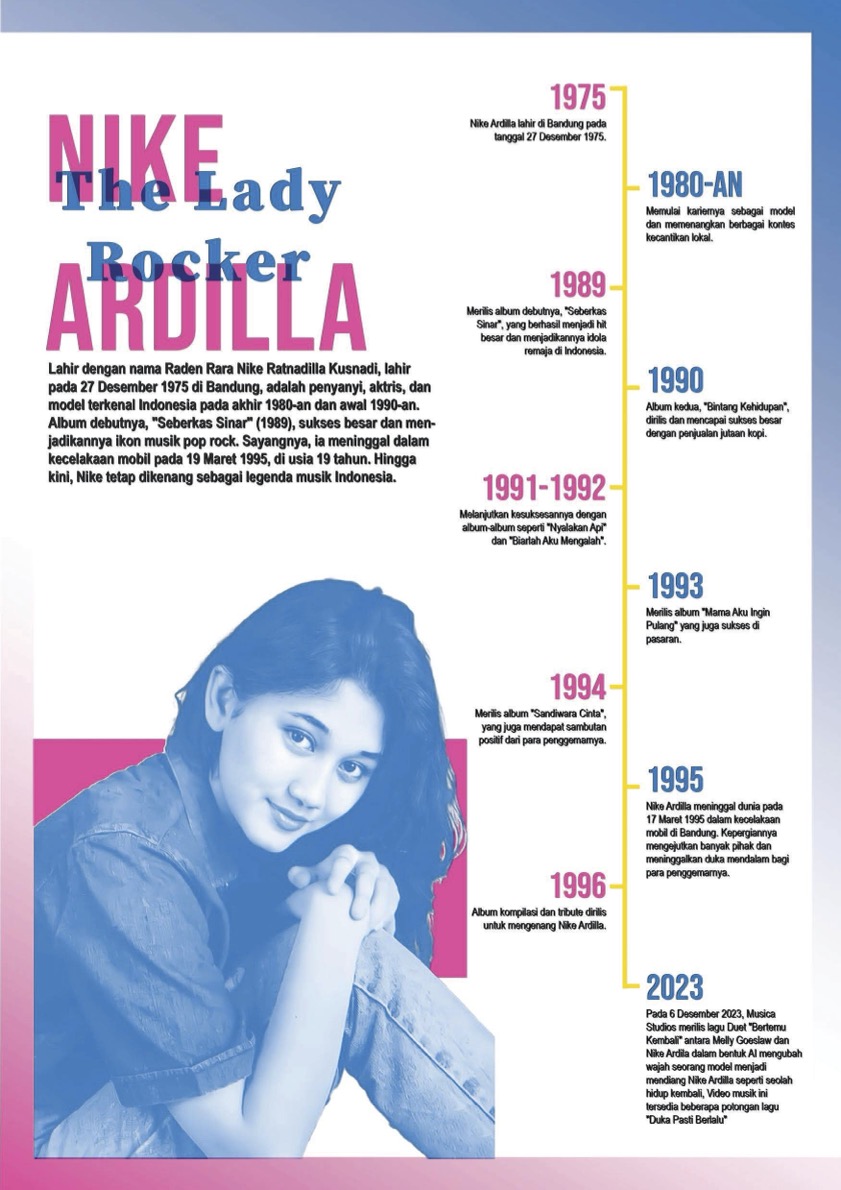 NIKE
The Lady
Rocker
ARDILLA
Lahir dengan nama Raden Rara Nike Ratnadilla Kusnadi, lahir
pada 27 Desember 1975 di Bandung, adalah penyanyi, aktris, dan
model terkenal Indonesia pada akhir 1980-an dan awal 1990-an.
Album debutnya, "Seberkas Sinar" (1989), sukses besar dan men-
jadikannya ikon musik pop rock. Sayangnya, ia meninggal dalam
kecelakaan mobil pada 19 Maret 1995, di usia 19 tahun. Hingga
kini, Nike tetap dikenang sebagai legenda musik Indonesia.
1975
Nike Ardilla lahir di Bandung pada
tanggal 27 Desember 1975.
1980-AN
Memulai kariernya sebagai model
dan memenangkan berbagai kontes
kecantikan lokal.
1989
Merilis album debutnya, "Seberkas
Sinar", yang berhasil menjadi hit
besar dan menjadikannya idola
remaja di Indonesia.
1990
Album kedua, "Bintang Kehidupan",
dirilis dan mencapai sukses besar
dengan penjualan jutaan kopi.
1991-1992
Melanjutkan kesuksesannya dengan
album-album seperti "Nyalakan Api"
dan "Biarlah Aku Mengalah".
1993
Merilis album "Mama Aku Ingin
Pulang" yang juga sukses di
pasaran.
1994
Merilis album "Sandiwara Cinta",
yang juga mendapat sambutan
positif dari para penggemarnya.
1995
Nike Ardilla meninggal dunia pada
17 Maret 1995 dalam kecelakaan
mobil di Bandung. Kepergiannya
mengejutkan banyak pihak dan
meninggalkan duka mendalam bagi
para penggemarnya.
1996
Album kompilasi dan tribute dirilis
untuk mengenang Nike Ardilla.
2023
Pada 6 Desember 2023, Musica
Studios merilis lagu Duet "Bertemu
Kembali" antara Melly Goeslaw dan
Nike Ardila dalam bentuk AI mengubah
wajah seorang model menjadi
mendiang Nike Ardilla seperti seolah
hidup kembali, Video musik ini
tersedia beberapa potongan lagu
"Duka Pasti Berlalu"